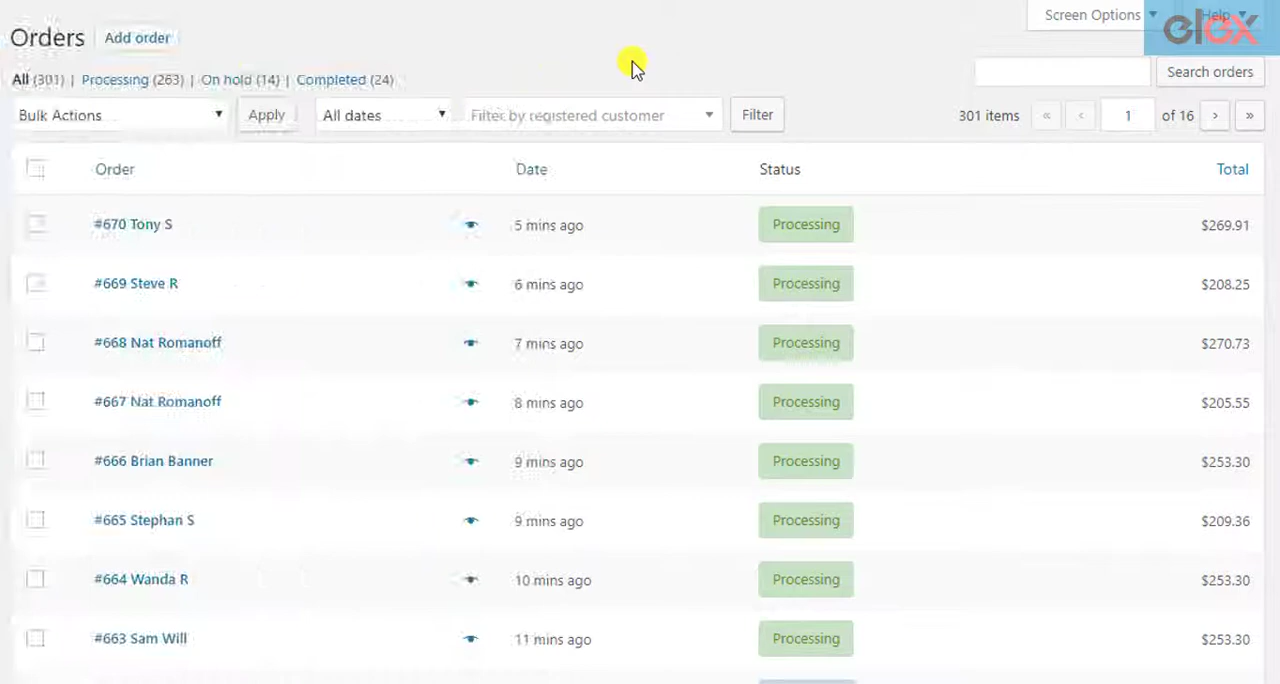 Screen Options Help
elex
Orders Add order
All (301) | Processing (263) | On hold (14) | Completed (24)
Search orders
Bulk Actions Apply All dates Filter by registered customer Filter 301 items « ‹ 1 of 16 › »
Order Date Status Total
#670 Tony S 5 mins ago Processing $269.91
#669 Steve R 6 mins ago Processing $208.25
#668 Nat Romanoff 7 mins ago Processing $270.73
#667 Nat Romanoff 8 mins ago Processing $205.55
#666 Brian Banner 9 mins ago Processing $253.30
#665 Stephan S 9 mins ago Processing $209.36
#664 Wanda R 10 mins ago Processing $253.30
#663 Sam Will 11 mins ago Processing $253.30